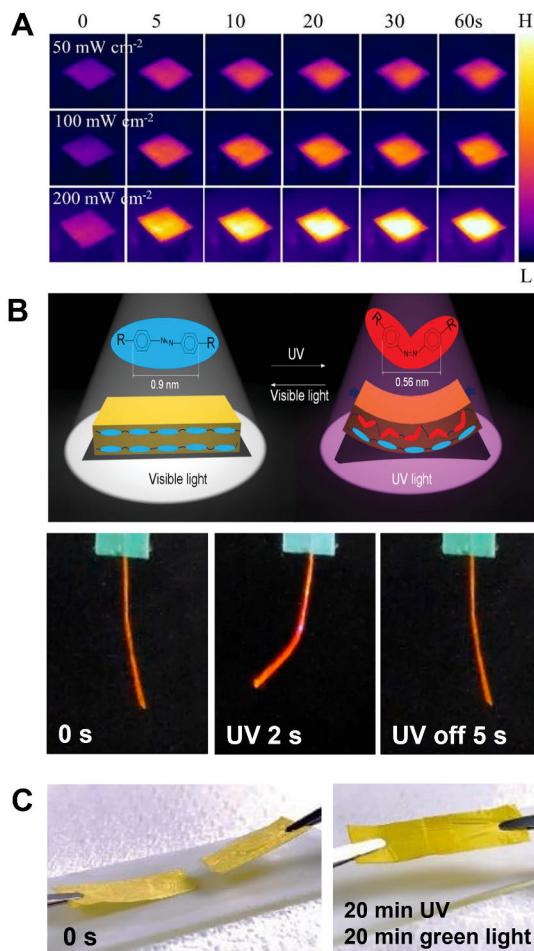 A
0 5 10 20 30 60s H
50 mW cm-2
100 mW cm-2
200 mW cm-2
L
B
R N N R
0.9 nm
UV
Visible light
R N=N R
0.56 nm
Visible light
UV light
0 s
UV 2 s
UV off 5 s
C
0 s
20 min UV
20 min green light